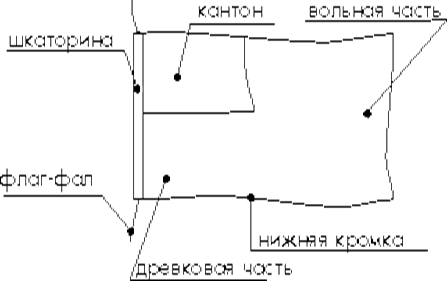 кантон
вольная часть
шкаторина
флаг-фал
нижняя кромка
древковая часть